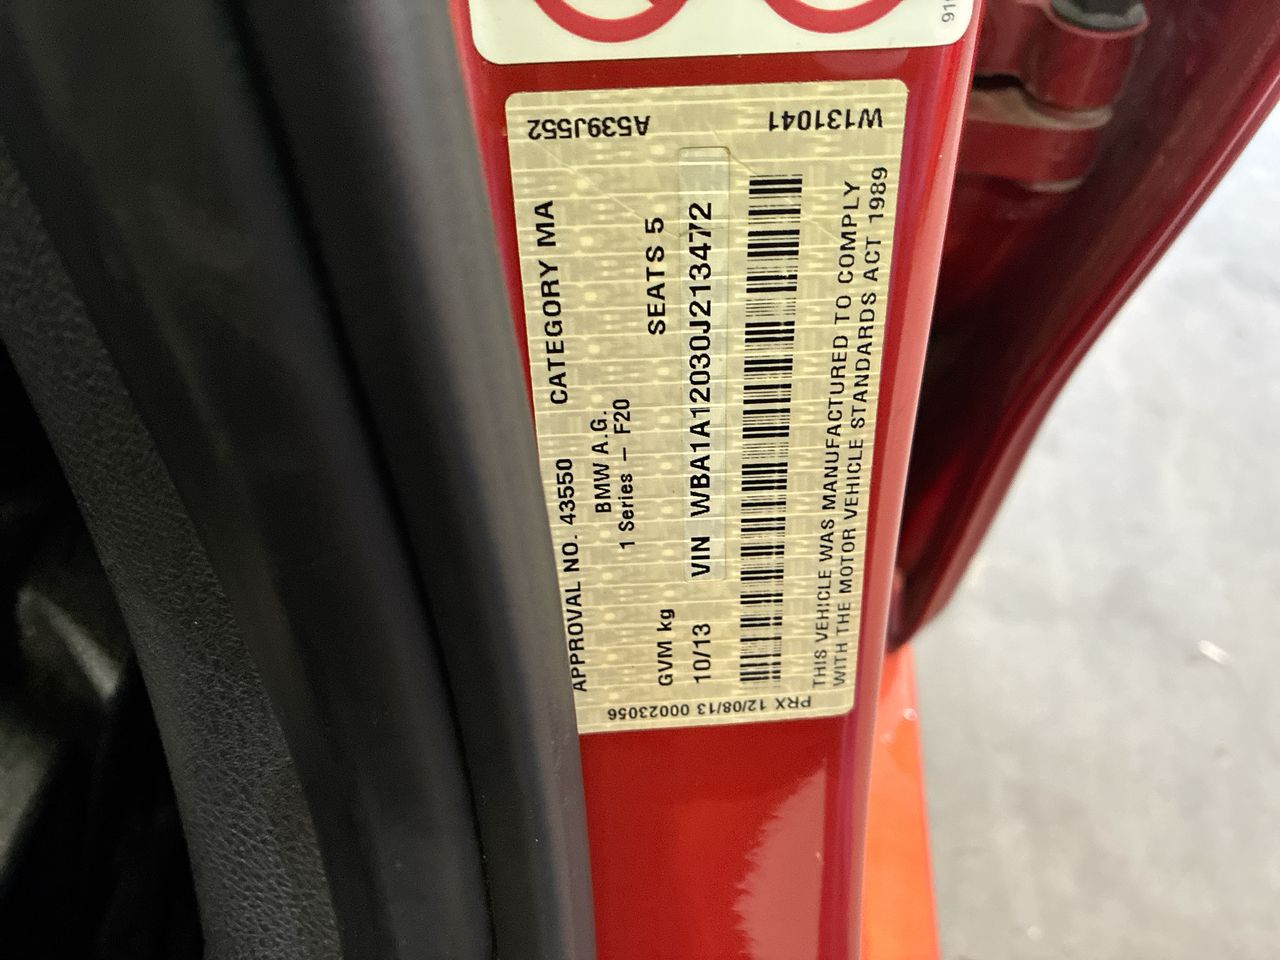 APPROVAL NO. 43550 CATEGORY MA
BMW A.G.
1 Series – F20
GVM kg SEATS 5
10/13 VIN WBA1A12030J213472
THIS VEHICLE WAS MANUFACTURED TO COMPLY
WITH THE MOTOR VEHICLE STANDARDS ACT 1989
A539J552
W131041
PRX 12/08/13 00023056